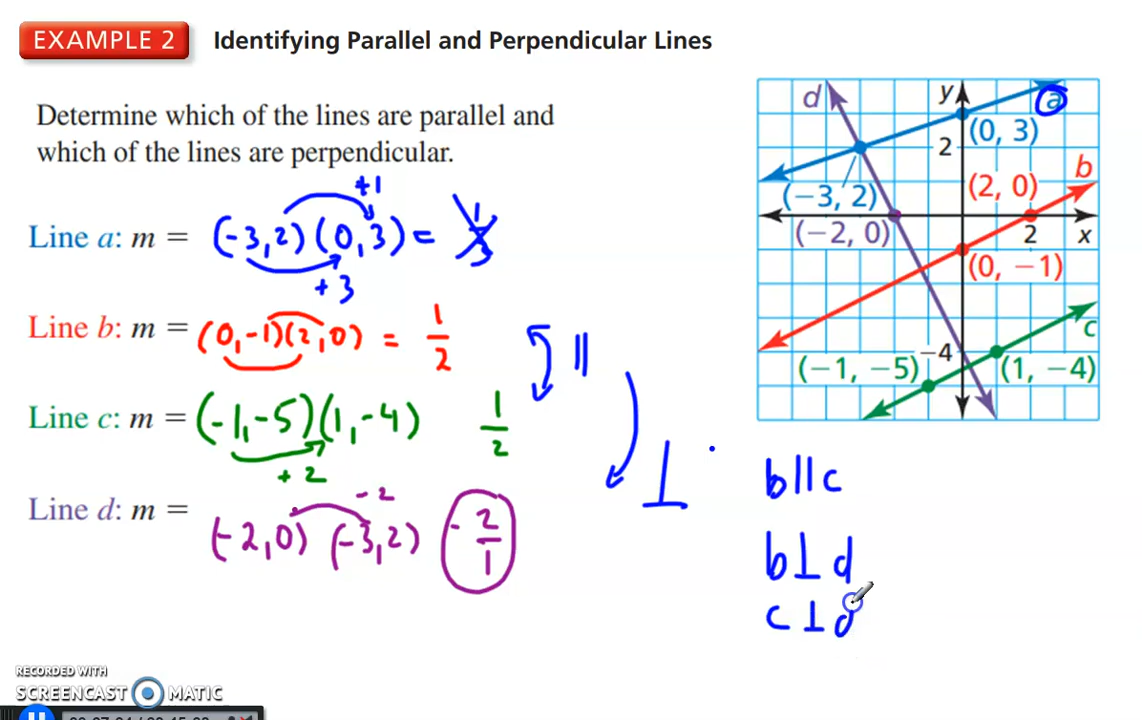 EXAMPLE 2 Identifying Parallel and Perpendicular Lines
Determine which of the lines are parallel and
which of the lines are perpendicular.
+1
Line a: m = (-3,2)(0,3) = 1/3
+3
Line b: m = (0,-1)(2,0) = 1/2
||
Line c: m = (-1,-5)(1,-4) 1/2
+2
⊥
-2
Line d: m = (-2,0) (-3,2) -2/1
d
y
a
(0, 3)
2
b
(−3, 2)
(2, 0)
(−2, 0)
2
x
(0, −1)
c
−4
(−1, −5)
(1, −4)
b||c
b⊥d
c⊥d
RECORDED WITH
SCREENCAST MATIC